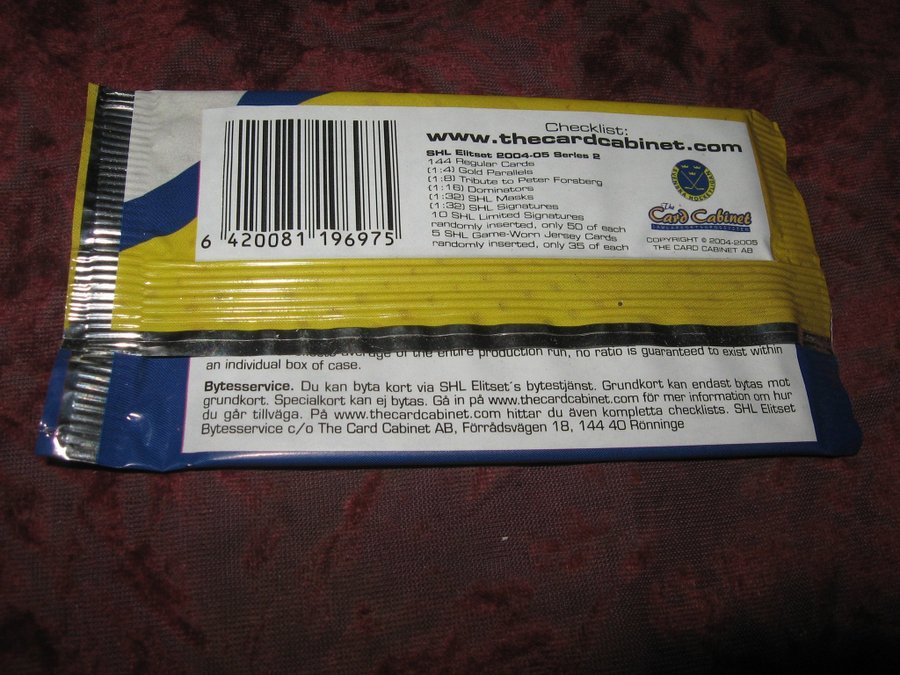 Checklist:
www.thecardcabinet.com
SHL Elitset 2004-05 Series 2
144 Regular Cards
(1:4) Gold Parallels
(1:8) Tribute to Peter Forsberg
(1:16) Dominators
(1:32) SHL Masks
(1:32) SHL Signatures
10 SHL Limited Signatures
randomly inserted, only 50 of each
5 SHL Game-Worn Jersey Cards
randomly inserted, only 35 of each
The
Card Cabinet
COPYRIGHT © 2004-2005
THE CARD CABINET AB
6 420081 196975
average of the entire production run, no ratio is guaranteed to exist within
an individual box of case.
Bytesservice. Du kan byta kort via SHL Elitset´s bytestjänst. Grundkort kan endast bytas mot
grundkort. Specialkort kan ej bytas. Gå in på www.thecardcabinet.com för mer information om hur
du går tillväga. På www.thecardcabinet.com hittar du även kompletta checklists. SHL Elitset
Bytesservice c/o The Card Cabinet AB, Förrådsvägen 18, 144 40 Rönninge